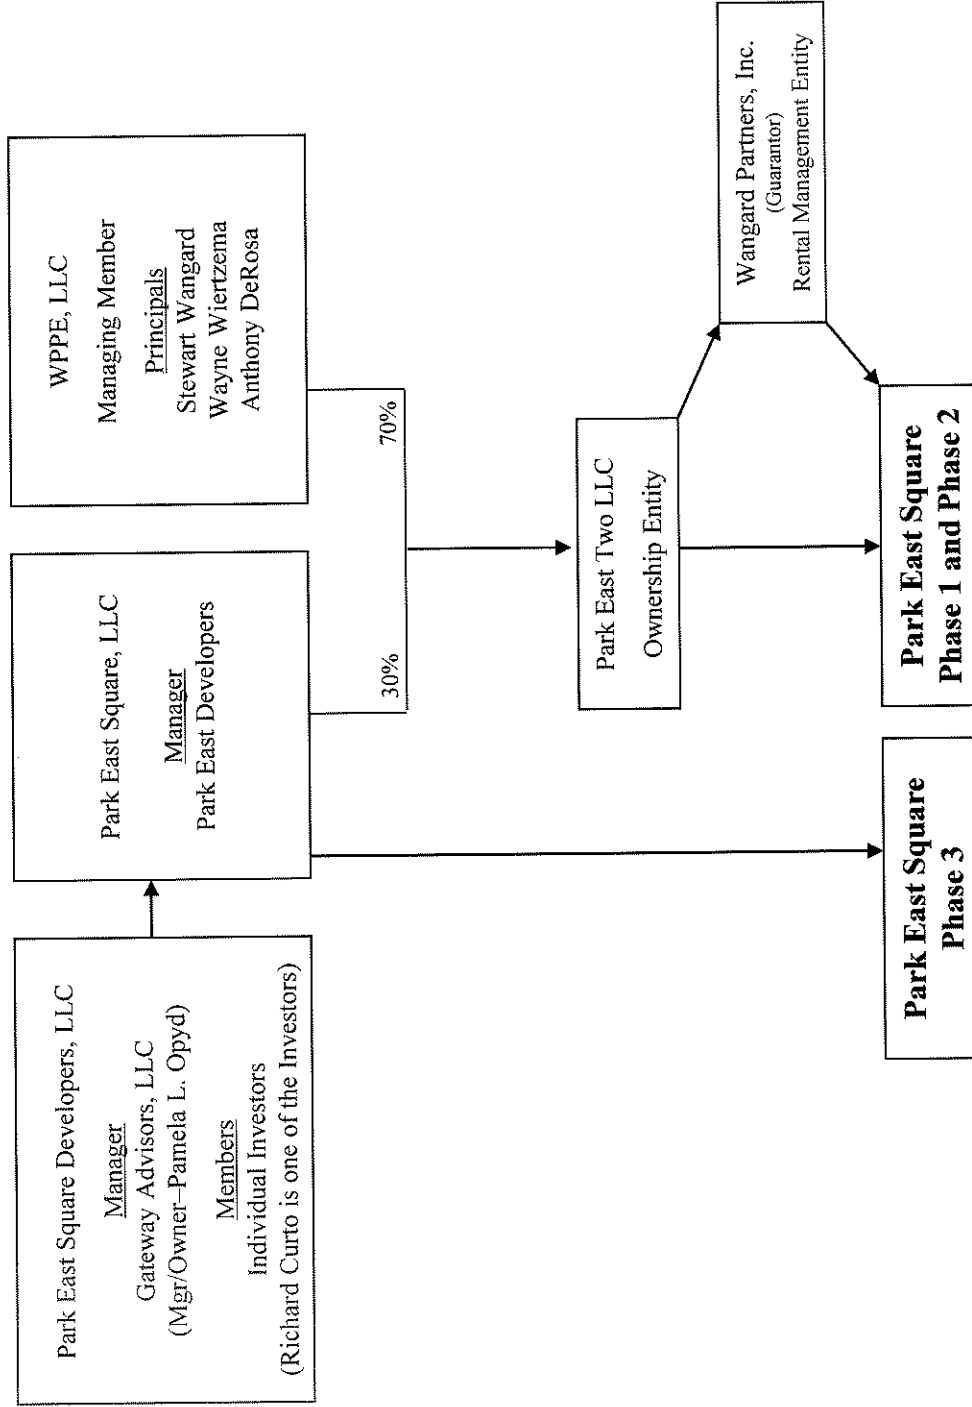 Park East Square Developers, LLC
Manager
Gateway Advisors, LLC
(Mgr/Owner–Pamela L. Opyd)
Members
Individual Investors
(Richard Curto is one of the Investors)
Park East Square, LLC
Manager
Park East Developers
WPPE, LLC
Managing Member
Principals
Stewart Wangard
Wayne Wiertzema
Anthony DeRosa
30%
70%
Park East Two LLC
Ownership Entity
Wangard Partners, Inc.
(Guarantor)
Rental Management Entity
Park East Square
Phase 3
Park East Square
Phase 1 and Phase 2